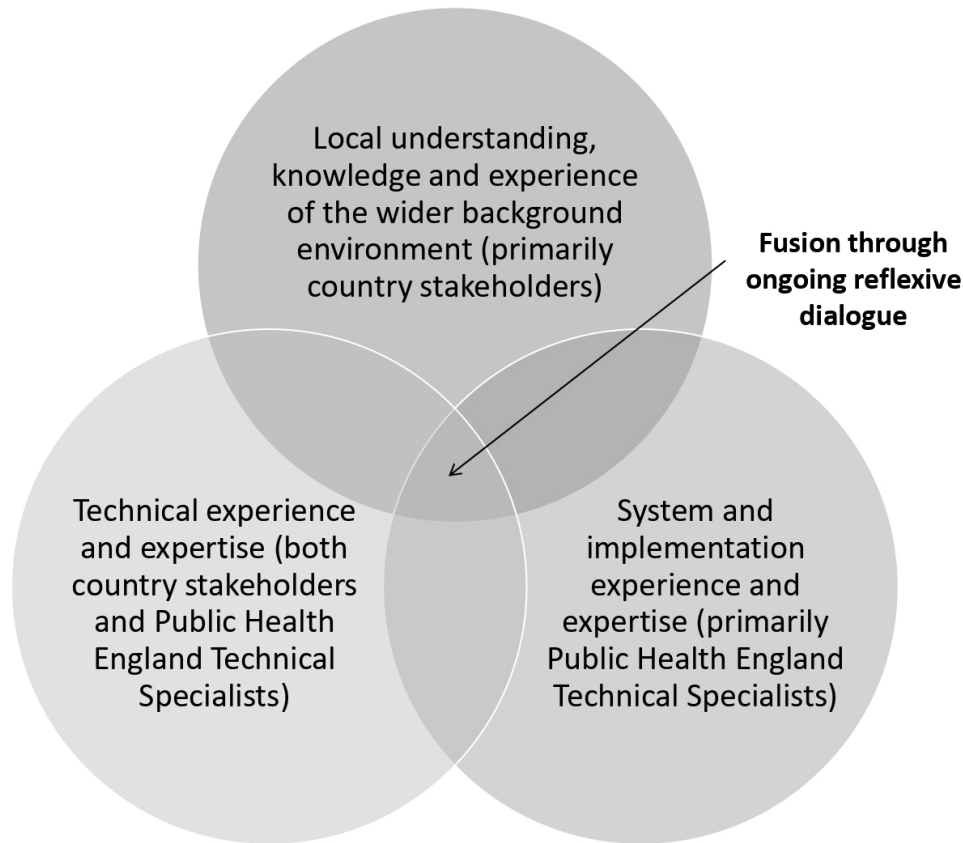 Local understanding,
knowledge and experience
of the wider background
environment (primarily
country stakeholders)
Fusion through
ongoing reflexive
dialogue
Technical experience
and expertise (both
country stakeholders
and Public Health
England Technical
Specialists)
System and
implementation
experience and
expertise (primarily
Public Health England
Technical Specialists)